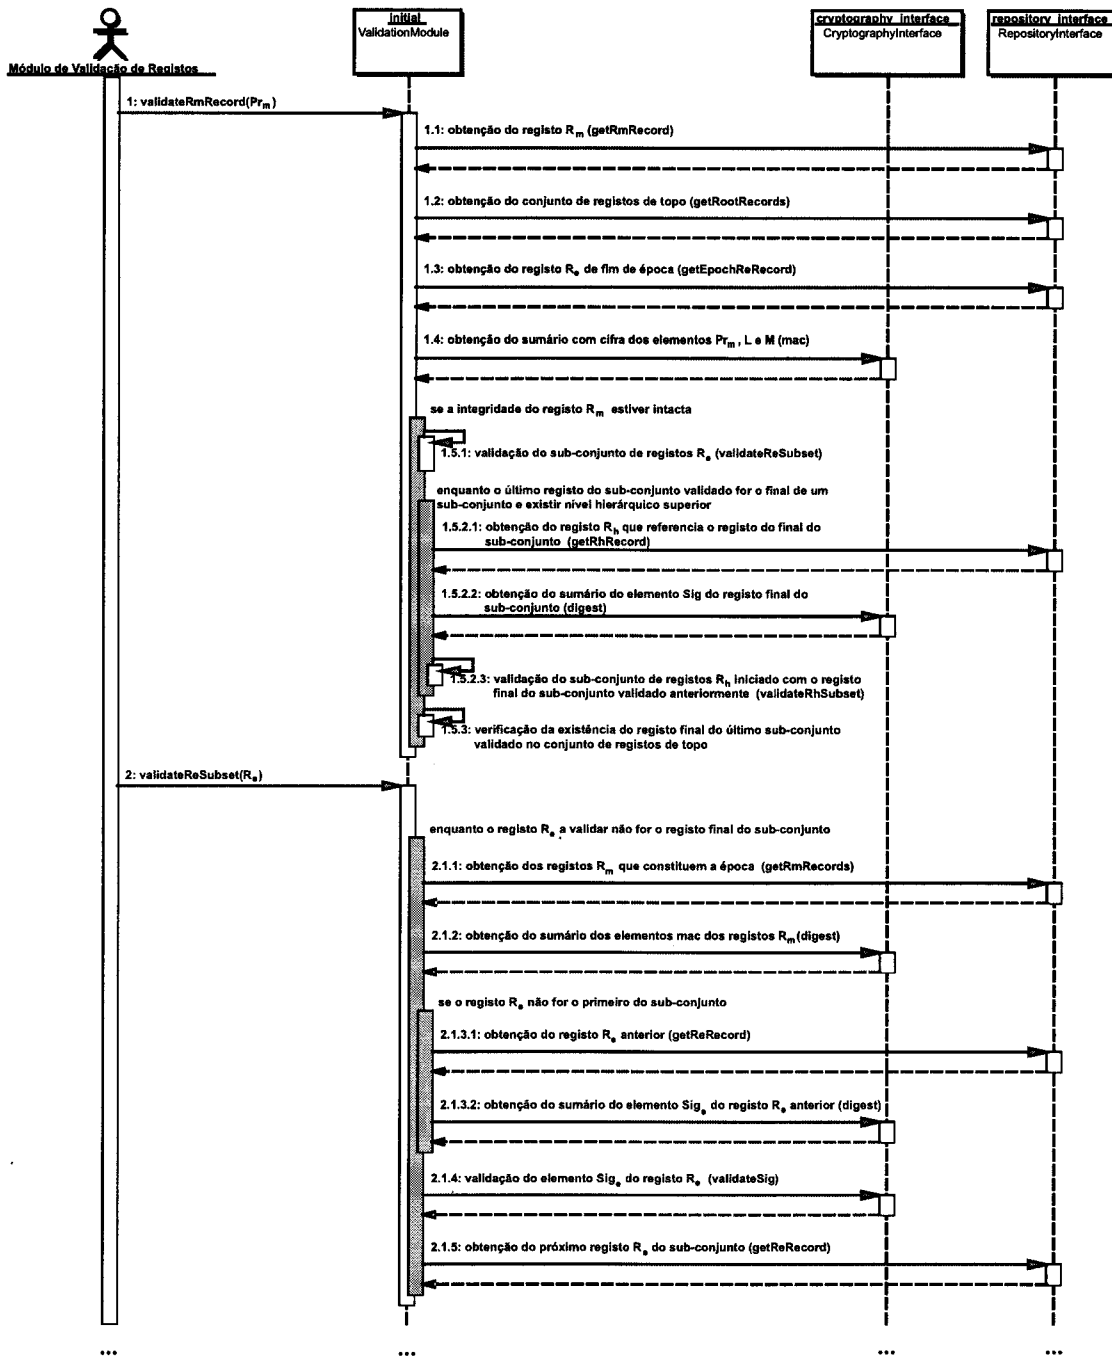 Módulo de Validação de Registos
initial
ValidationModule
cryptography_interface
CryptographyInterface
repository_interface
RepositoryInterface
1: validateRmRecord(Prm)
1.1: obtenção do registo Rm (getRmRecord)
1.2: obtenção do conjunto de registos de topo (getRootRecords)
1.3: obtenção do registo Re de fim de época (getEpochReRecord)
1.4: obtenção do sumário com cifra dos elementos Prm, L e M (mac)
se a integridade do registo Rm estiver intacta
1.5.1: validação do sub-conjunto de registos Re (validateReSubset)
enquanto o último registo do sub-conjunto validado for o final de um
sub-conjunto e existir nível hierárquico superior
1.5.2.1: obtenção do registo Rh que referencia o registo do final do
sub-conjunto (getRhRecord)
1.5.2.2: obtenção do sumário do elemento Sig do registo final do
sub-conjunto (digest)
1.5.2.3: validação do sub-conjunto de registos Rh iniciado com o registo
final do sub-conjunto validado anteriormente (validateRhSubset)
1.5.3: verificação da existência do registo final do último sub-conjunto
validado no conjunto de registos de topo
2: validateReSubset(Re)
enquanto o registo Re a validar não for o registo final do sub-conjunto
2.1.1: obtenção dos registos Rm que constituem a época (getRmRecords)
2.1.2: obtenção do sumário dos elementos mac dos registos Rm(digest)
se o registo Re não for o primeiro do sub-conjunto
2.1.3.1: obtenção do registo Re anterior (getReRecord)
2.1.3.2: obtenção do sumário do elemento Sige do registo Re anterior (digest)
2.1.4: validação do elemento Sige do registo Re (validateSig)
2.1.5: obtenção do próximo registo Re do sub-conjunto (getReRecord)
... ... ... ...